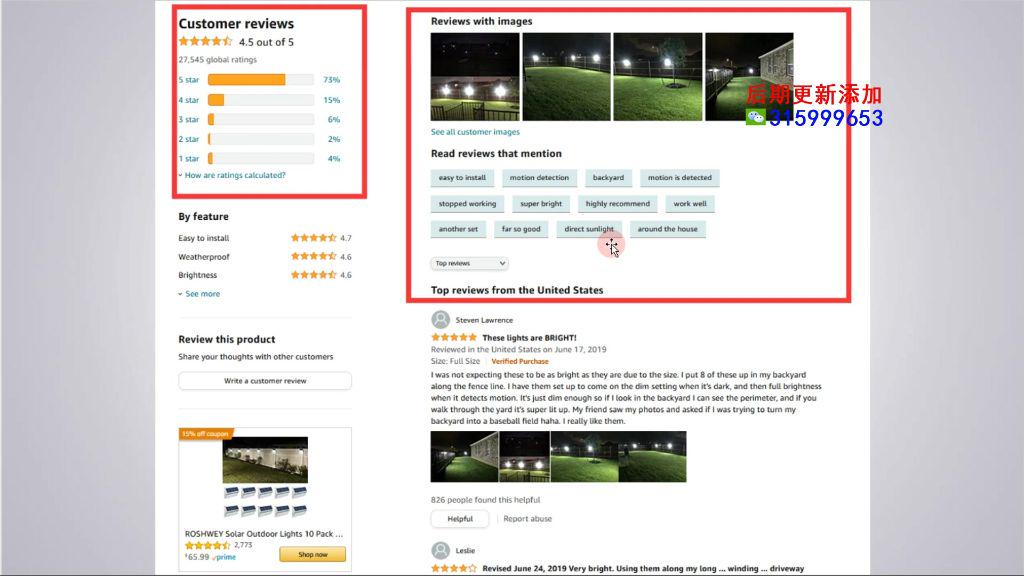 Customer reviews
4.5 out of 5
27,545 global ratings
5 star 73%
4 star 15%
3 star 6%
2 star 2%
1 star 4%
How are ratings calculated?
By feature
Easy to install 4.7
Weatherproof 4.6
Brightness 4.6
See more
Review this product
Share your thoughts with other customers
Write a customer review
15% off coupon
ROSHWEY Solar Outdoor Lights 10 Pack ...
2,773
$65.99 prime
Shop now
Reviews with images
后期更新添加
315999653
See all customer images
Read reviews that mention
easy to install motion detection backyard motion is detected
stopped working super bright highly recommend work well
another set far so good direct sunlight around the house
Top reviews
Top reviews from the United States
Steven Lawrence
These lights are BRIGHT!
Reviewed in the United States on June 17, 2019
Size: Full Size Verified Purchase
I was not expecting these to be as bright as they are due to the size. I put 8 of these up in my backyard
along the fence line. I have them set up to come on the dim setting when it's dark, and then full brightness
when it detects motion. It's just dim enough so if I look in the backyard I can see the perimeter, and if you
walk through the yard it's super lit up. My friend saw my photos and asked if I was trying to turn my
backyard into a baseball field haha. I really like them.
826 people found this helpful
Helpful Report abuse
Leslie
Revised June 24, 2019 Very bright. Using them along my long ... winding ... driveway